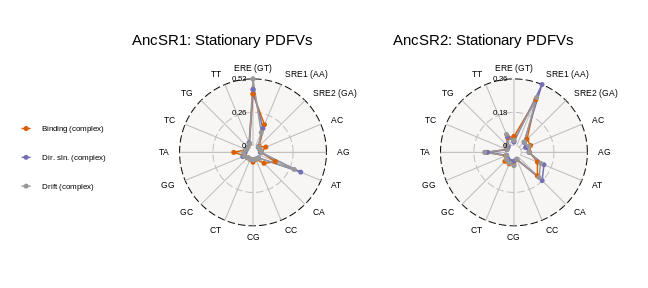 AncSR1: Stationary PDFVs
AncSR2: Stationary PDFVs
Binding (complex)
Dir. sln. (complex)
Drift (complex)
ERE (GT)
SRE1 (AA)
SRE2 (GA)
AC
AG
AT
CA
CC
CG
CT
GC
GG
TA
TC
TG
TT
0.52
0.26
0
ERE (GT)
SRE1 (AA)
SRE2 (GA)
AC
AG
AT
CA
CC
CG
CT
GC
GG
TA
TC
TG
TT
0.36
0.18
0